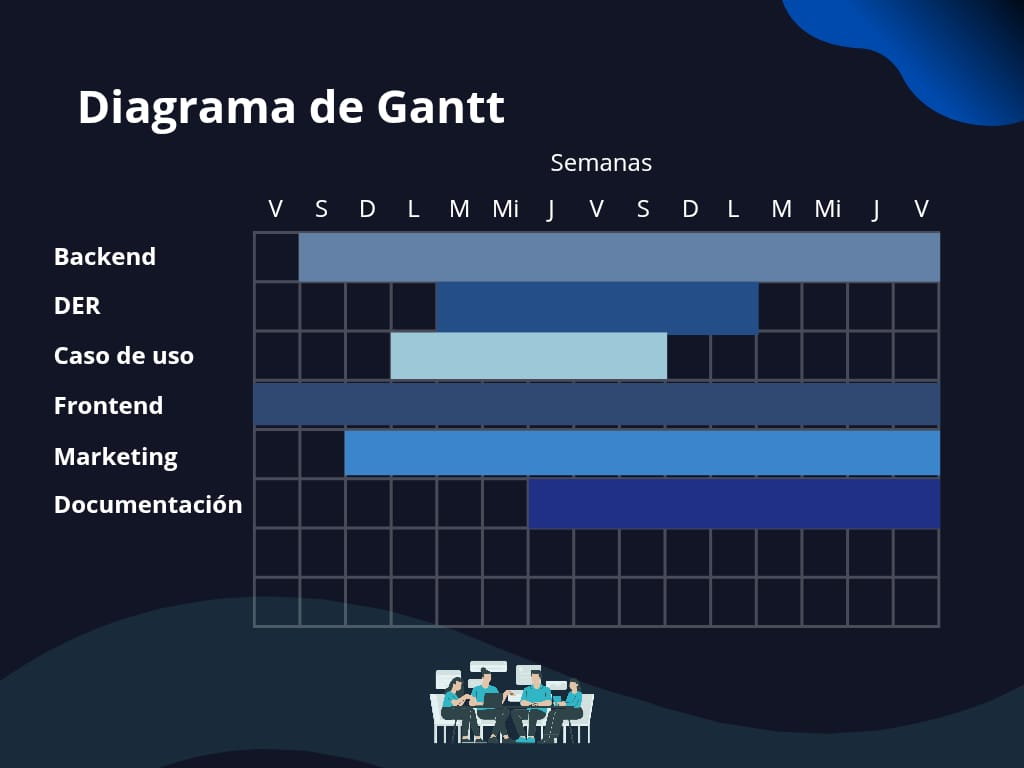 Diagrama de Gantt
Semanas
V S D L M Mi J V S D L M Mi J V
Backend
DER
Caso de uso
Frontend
Marketing
Documentación